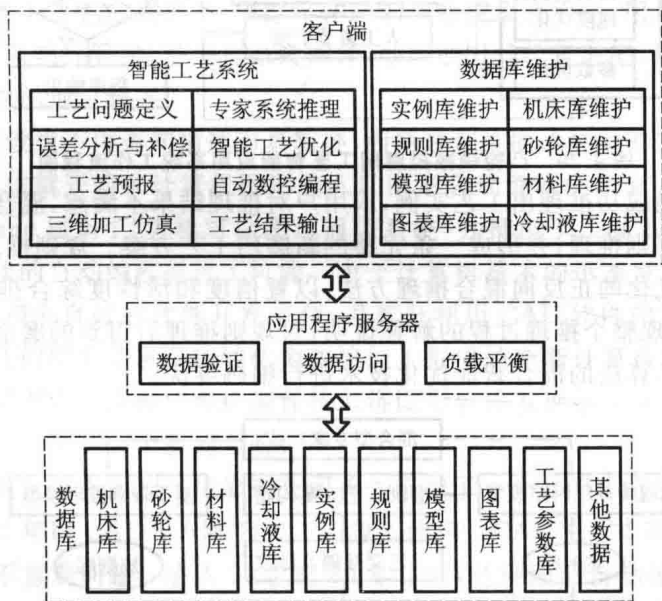 客户端
智能工艺系统
工艺问题定义 专家系统推理
误差分析与补偿 智能工艺优化
工艺预报 自动数控编程
三维加工仿真 工艺结果输出
数据库维护
实例库维护 机床库维护
规则库维护 砂轮库维护
模型库维护 材料库维护
图表库维护 冷却液库维护
应用程序服务器
数据验证 数据访问 负载平衡
数据库
机床库
砂轮库
材料库
冷却液库
实例库
规则库
模型库
图表库
工艺参数库
其他数据